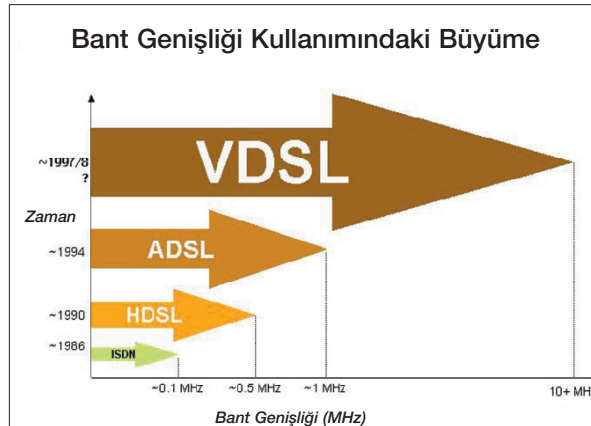 Bant Genişliği Kullanımındaki Büyüme
~1997/8
?
VDSL
Zaman
~1994
ADSL
~1990
HDSL
~1986
ISDN
~0.1 MHz
~0.5 MHz
~1 MHz
10+ MH
Bant Genişliği (MHz)